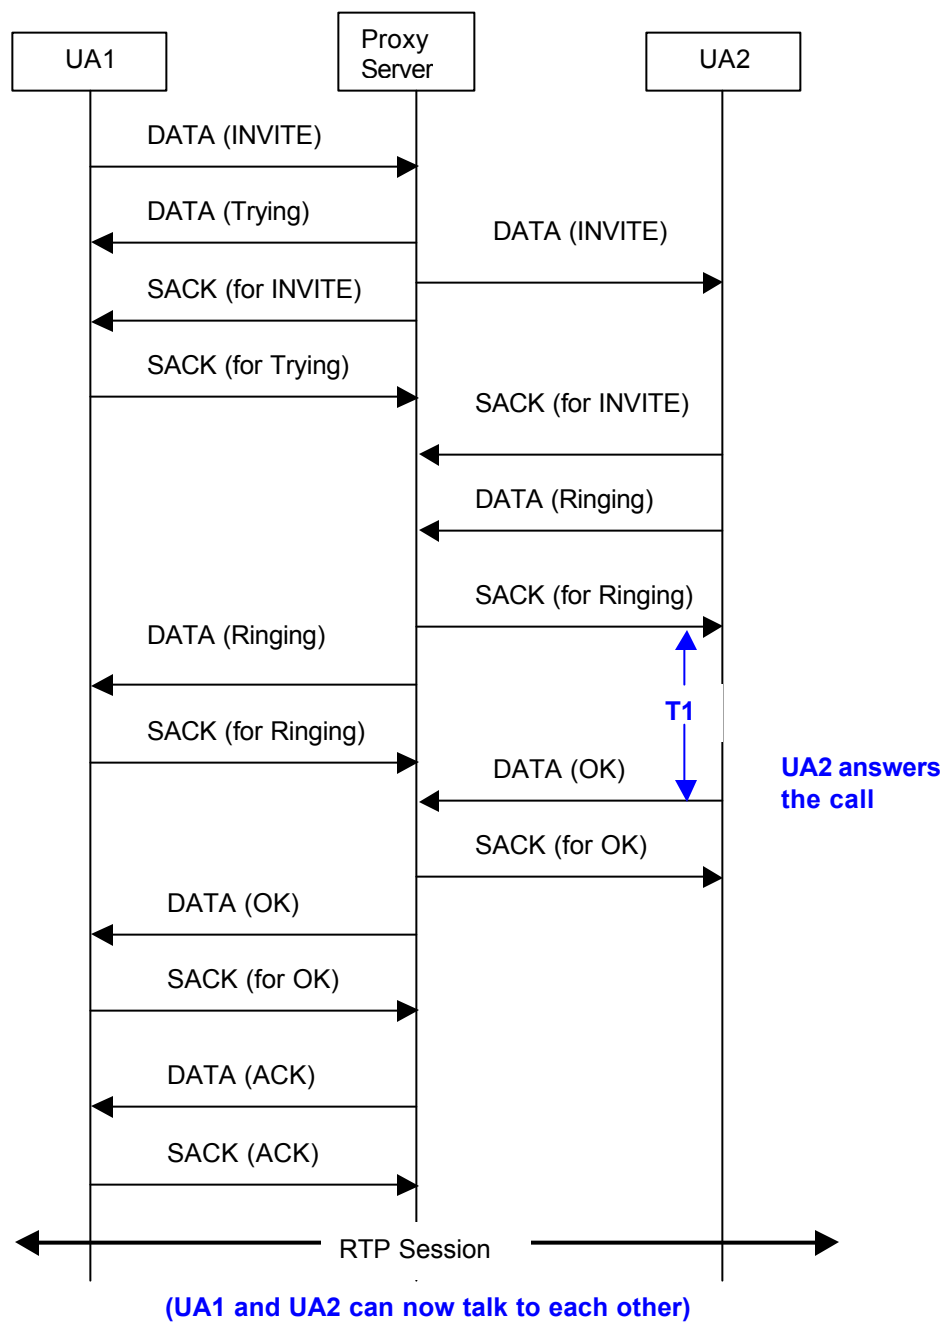 UA1
Proxy
Server
UA2
DATA (INVITE)
DATA (Trying)
DATA (INVITE)
SACK (for INVITE)
SACK (for Trying)
SACK (for INVITE)
DATA (Ringing)
SACK (for Ringing)
DATA (Ringing)
T1
SACK (for Ringing)
DATA (OK)
UA2 answers
the call
SACK (for OK)
DATA (OK)
SACK (for OK)
DATA (ACK)
SACK (ACK)
RTP Session
(UA1 and UA2 can now talk to each other)